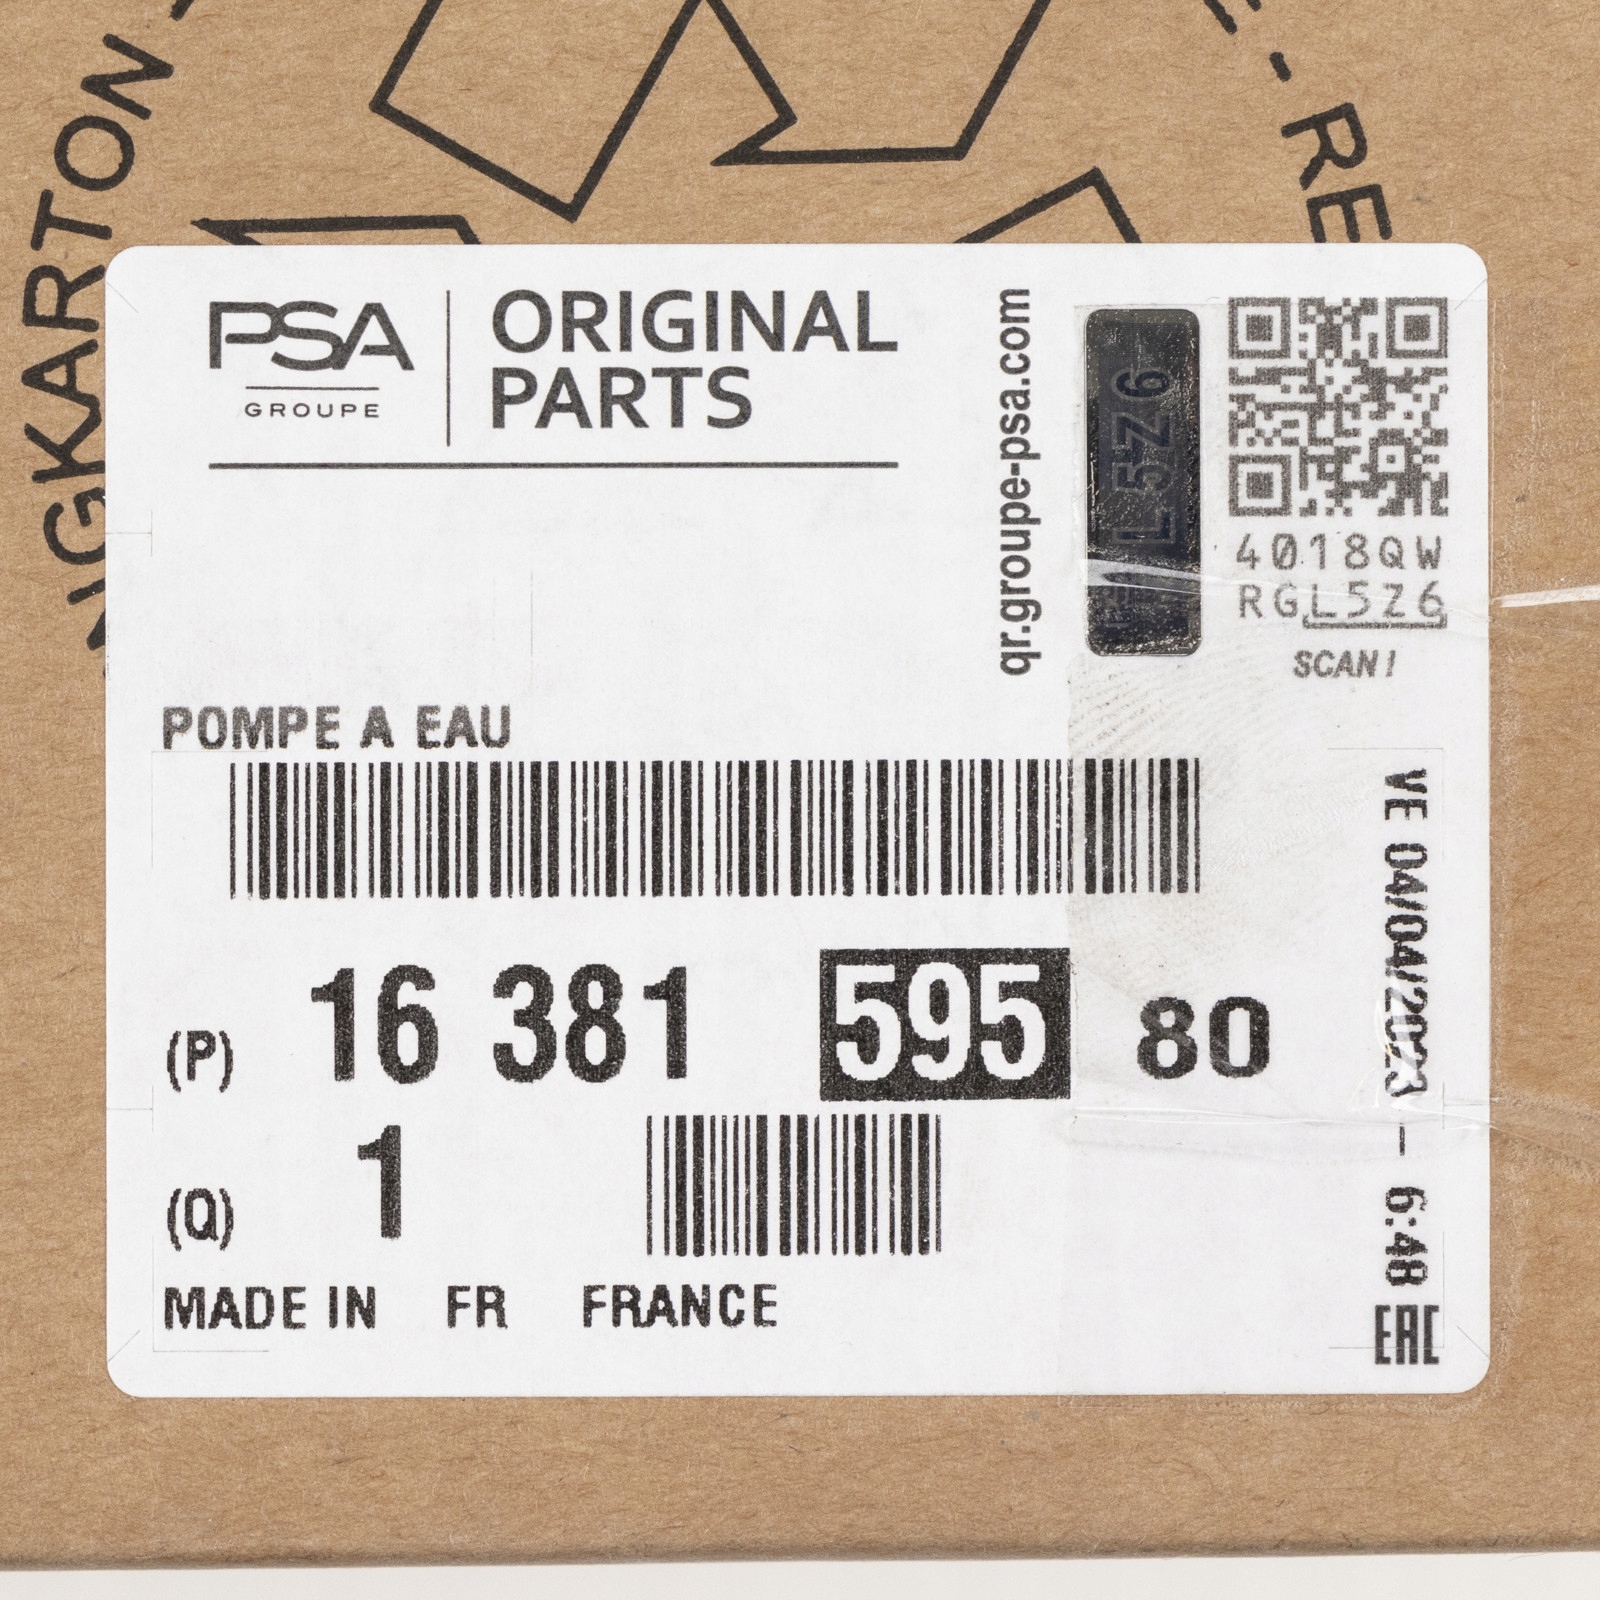 NGKARTON
- RE
PSA
GROUPE
ORIGINAL
PARTS
qr.groupe-psa.com
L5Z6
4018QW
RGL5Z6
SCAN!
POMPE A EAU
VE 04/04/2023 - 6:48
(P) 16 381 595 80
(Q) 1
MADE IN FR FRANCE
EAC